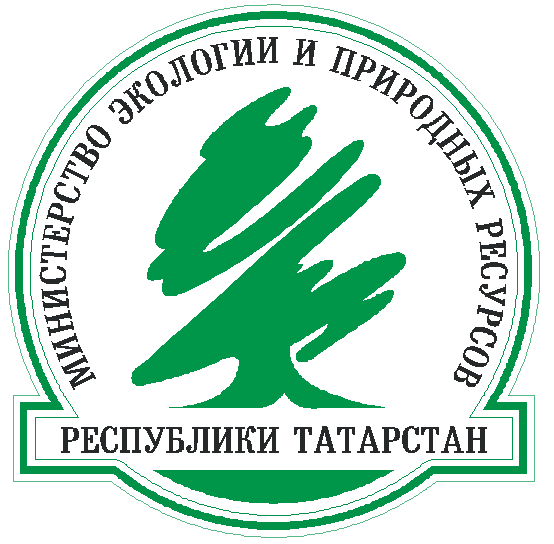 МИНИСТЕРСТВО ЭКОЛОГИИ И ПРИРОДНЫХ РЕСУРСОВ
РЕСПУБЛИКИ ТАТАРСТАН